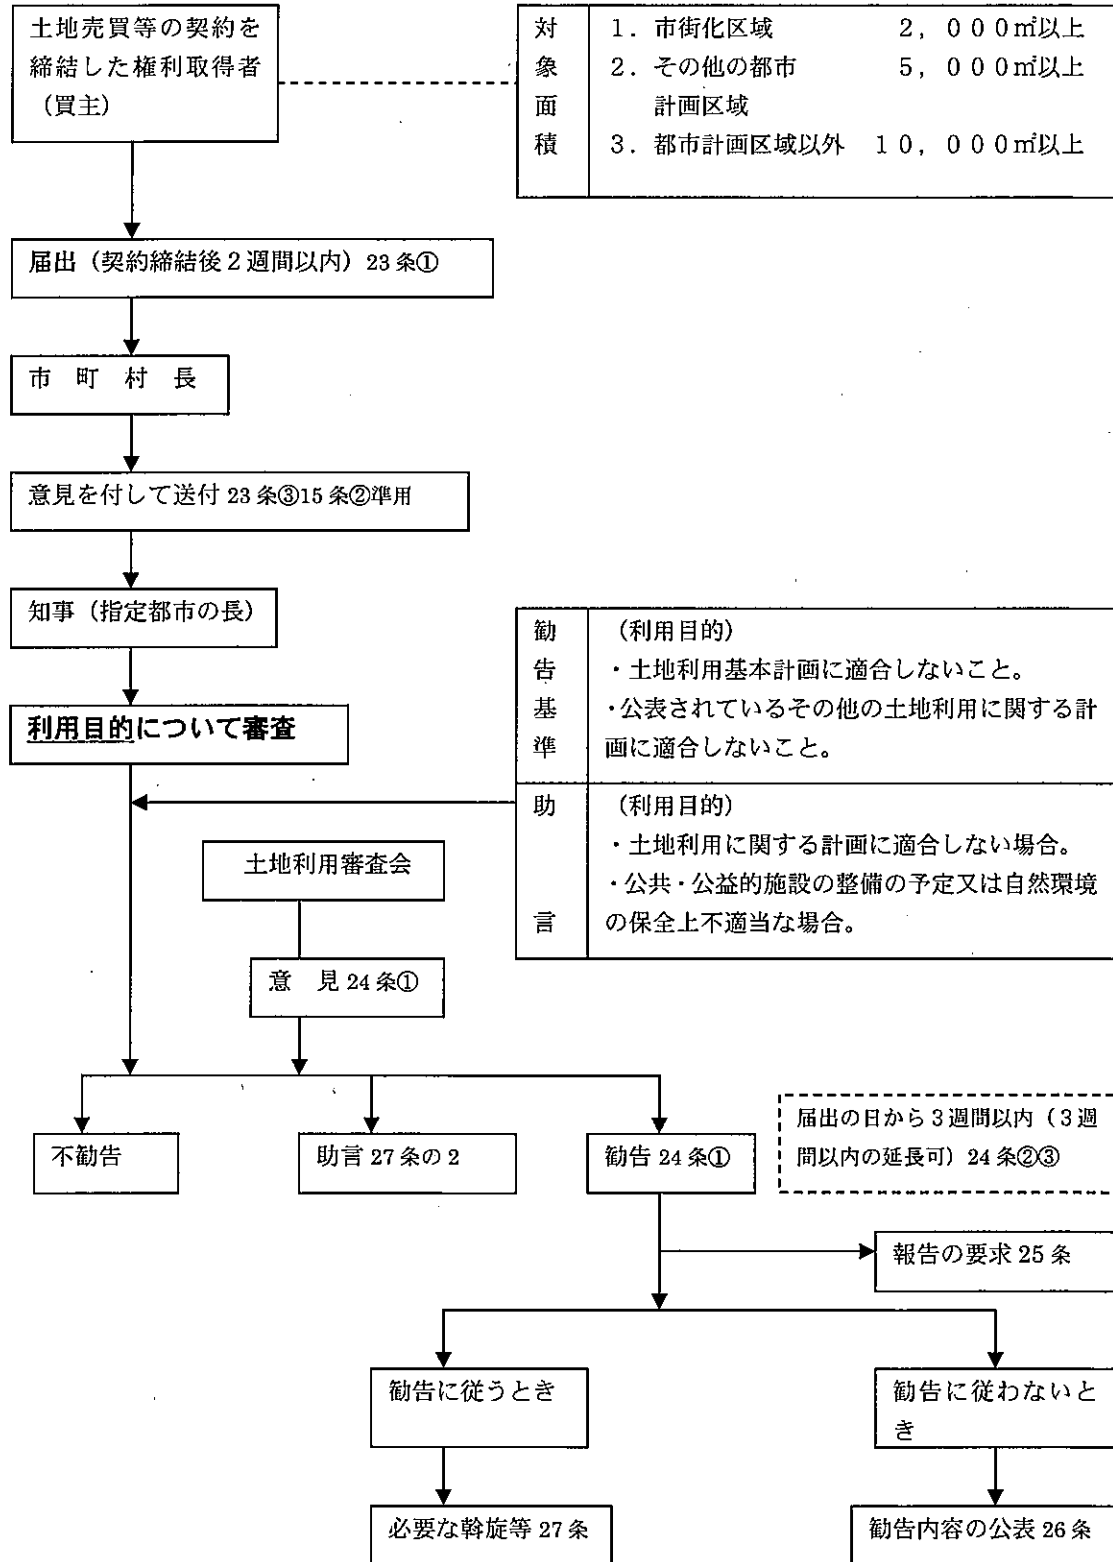 土地売買等の契約を
締結した権利取得者
（買主）
対象面積
1．市街化区域　2，０００㎡以上
2．その他の都市　5，０００㎡以上
計画区域
3．都市計画区域以外　１０，０００㎡以上
届出（契約締結後２週間以内）23条①
市　町　村　長
意見を付して送付 23条③15条②準用
知事（指定都市の長）
利用目的について審査
勧告基準
（利用目的）
・土地利用基本計画に適合しないこと。
・公表されているその他の土地利用に関する計
画に適合しないこと。
助言
（利用目的）
・土地利用に関する計画に適合しない場合。
・公共・公益的施設の整備の予定又は自然環境
の保全上不適当な場合。
土地利用審査会
意　見 24条①
不勧告
助言 27条の2
勧告 24条①
届出の日から３週間以内（３週
間以内の延長可）24条②③
報告の要求 25条
勧告に従うとき
勧告に従わないと
き
必要な斡旋等 27条
勧告内容の公表 26条